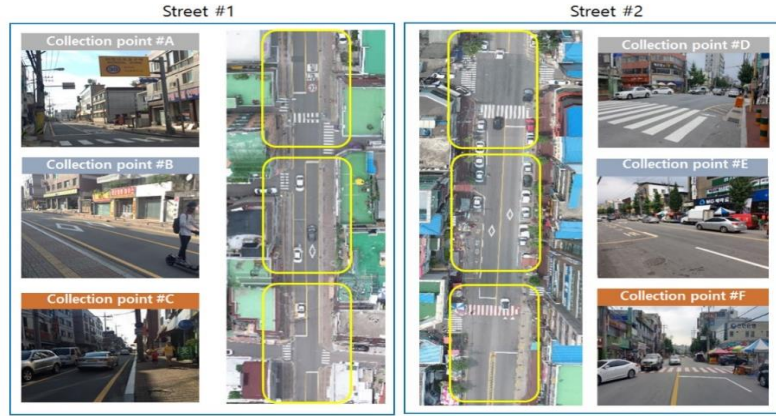 Street #1
Street #2
Collection point #A
Collection point #D
Collection point #B
Collection point #E
Collection point #C
Collection point #F